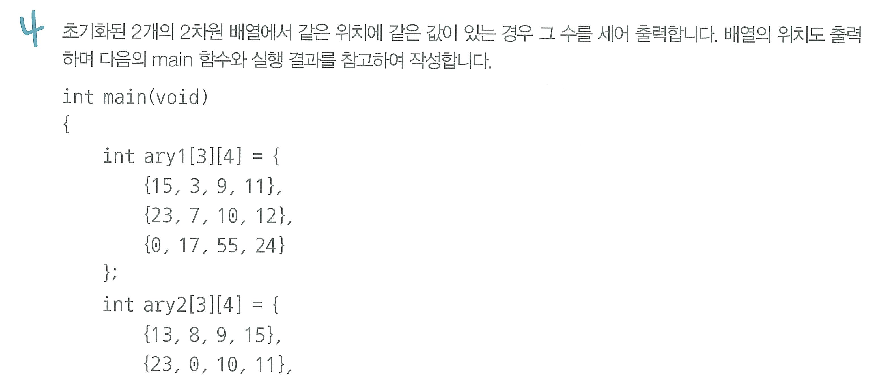 4 초기화된 2개의 2차원 배열에서 같은 위치에 같은 값이 있는 경우 그 수를 세어 출력합니다. 배열의 위치도 출력
하며 다음의 main 함수와 실행 결과를 참고하여 작성합니다.
int main(void)
{
int ary1[3][4] = {
{15, 3, 9, 11},
{23, 7, 10, 12},
{0, 17, 55, 24}
};
int ary2[3][4] = {
{13, 8, 9, 15},
{23, 0, 10, 11},